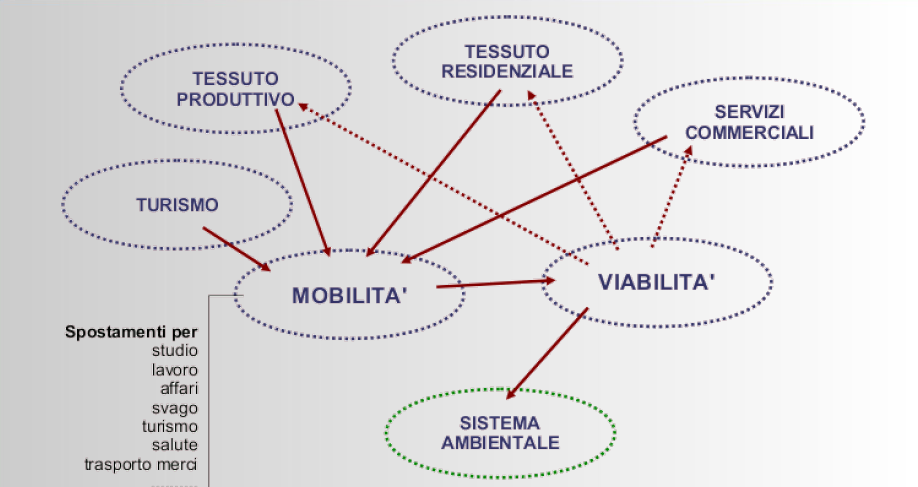 TESSUTO
RESIDENZIALE
TESSUTO
PRODUTTIVO
SERVIZI
COMMERCIALI
TURISMO
MOBILITA'
VIABILITA'
Spostamenti per
studio
lavoro
affari
svago
turismo
salute
trasporto merci
SISTEMA
AMBIENTALE